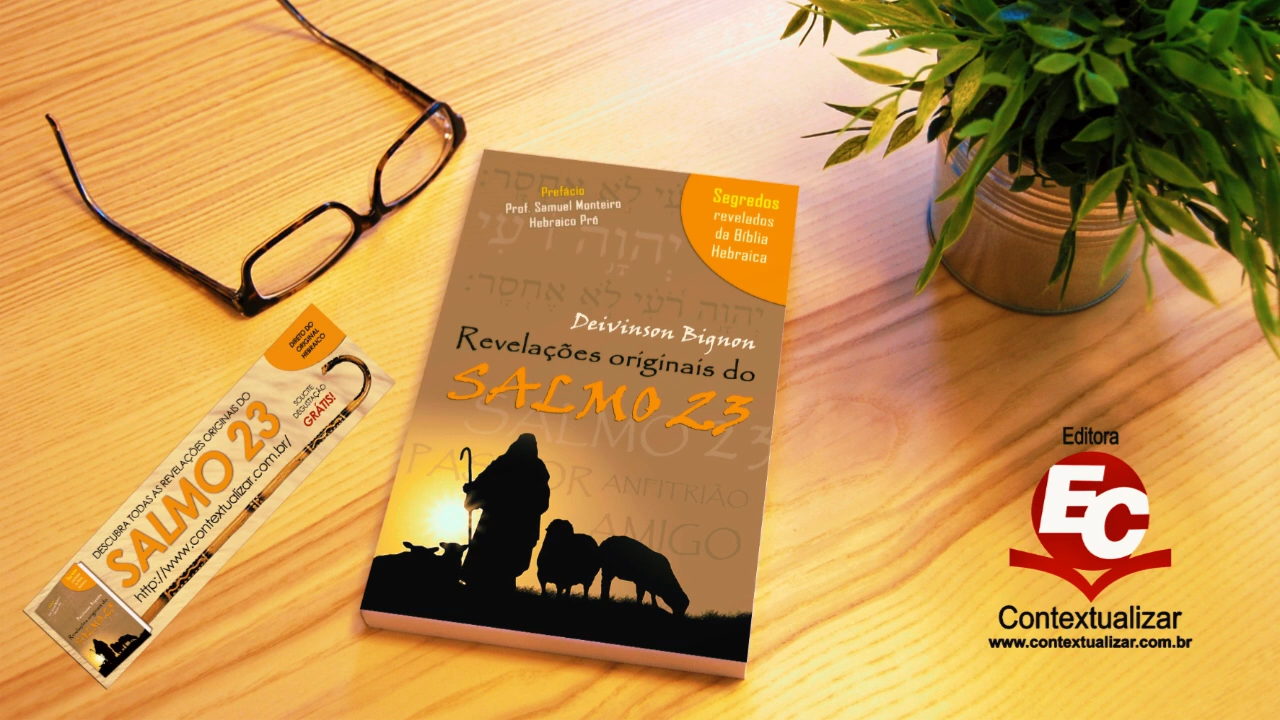 Prefácio
Prof. Samuel Monteiro
Hebraico Pró
Segredos
revelados
da Bíblia
Hebraica
רֹעִי לֹא אֶחְסָר׃
יְהוָה רֹעִי
יְהוָה רֹעִי לֹא אֶחְסָר׃
Deivinson Bignon
Revelações originais do
SALMO 23
SALMO 23
ANFITRIÃO
AMIGO
DIRETO DO
ORIGINAL
HEBRAICO
SOLICITE
DEGUSTAÇÃO
GRÁTIS!
DESCUBRA TODAS AS REVELAÇÕES ORIGINAIS DO
SALMO 23
http://www.contextualizar.com.br/
Editora
EC
Contextualizar
www.contextualizar.com.br